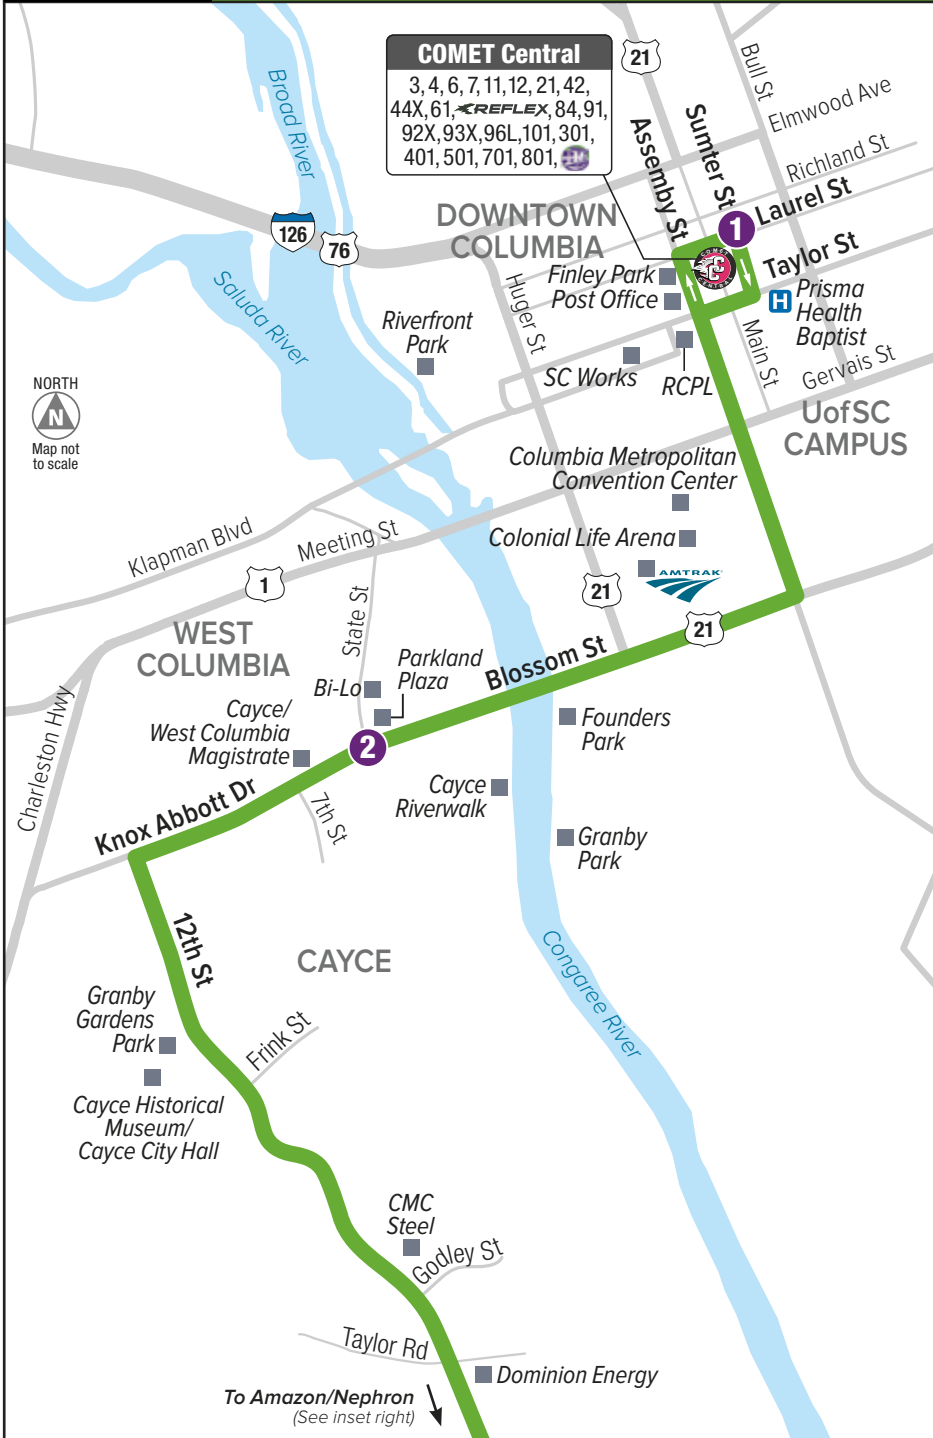 COMET Central
3, 4, 6, 7, 11, 12, 21, 42,
44X, 61, REFLEX, 84, 91,
92X, 93X, 96L, 101, 301,
401, 501, 701, 801,
21
Bull St
Elmwood Ave
Broad River
Assemby St
Sumter St
Richland St
Laurel St
126
76
DOWNTOWN
COLUMBIA
1
Taylor St
COMET
CENTRAL
Finley Park
Post Office
H
Prisma
Health
Baptist
Saluda River
Huger St
Riverfront
Park
SC Works
RCPL
Main St
Gervais St
NORTH
N
Map not
to scale
UofSC
CAMPUS
Columbia Metropolitan
Convention Center
Klapman Blvd
Meeting St
Colonial Life Arena
AMTRAK
1
21
21
State St
WEST
COLUMBIA
Blossom St
Parkland
Plaza
Bi-Lo
Cayce/
West Columbia
Magistrate
2
Founders
Park
Charleston Hwy
Cayce
Riverwalk
Knox Abbott Dr
7th St
Granby
Park
12th St
CAYCE
Congaree River
Granby
Gardens
Park
Frink St
Cayce Historical
Museum/
Cayce City Hall
CMC
Steel
Godley St
Taylor Rd
Dominion Energy
To Amazon/Nephron
(See inset right)